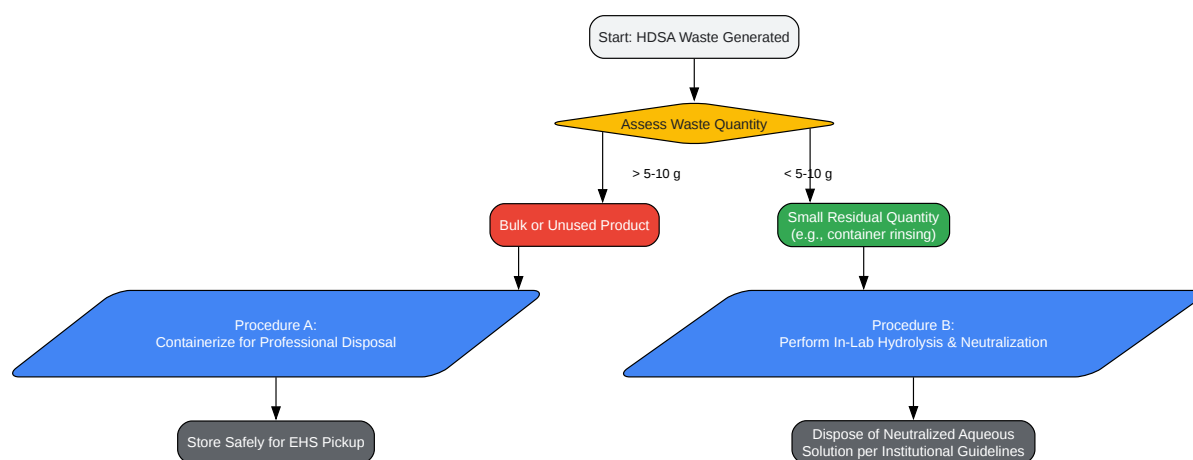 Start: HDSA Waste Generated
Assess Waste Quantity
> 5-10 g
< 5-10 g
Bulk or Unused Product
Small Residual Quantity
(e.g., container rinsing)
Procedure A:
Containerize for Professional Disposal
Procedure B:
Perform In-Lab Hydrolysis & Neutralization
Store Safely for EHS Pickup
Dispose of Neutralized Aqueous
Solution per Institutional Guidelines